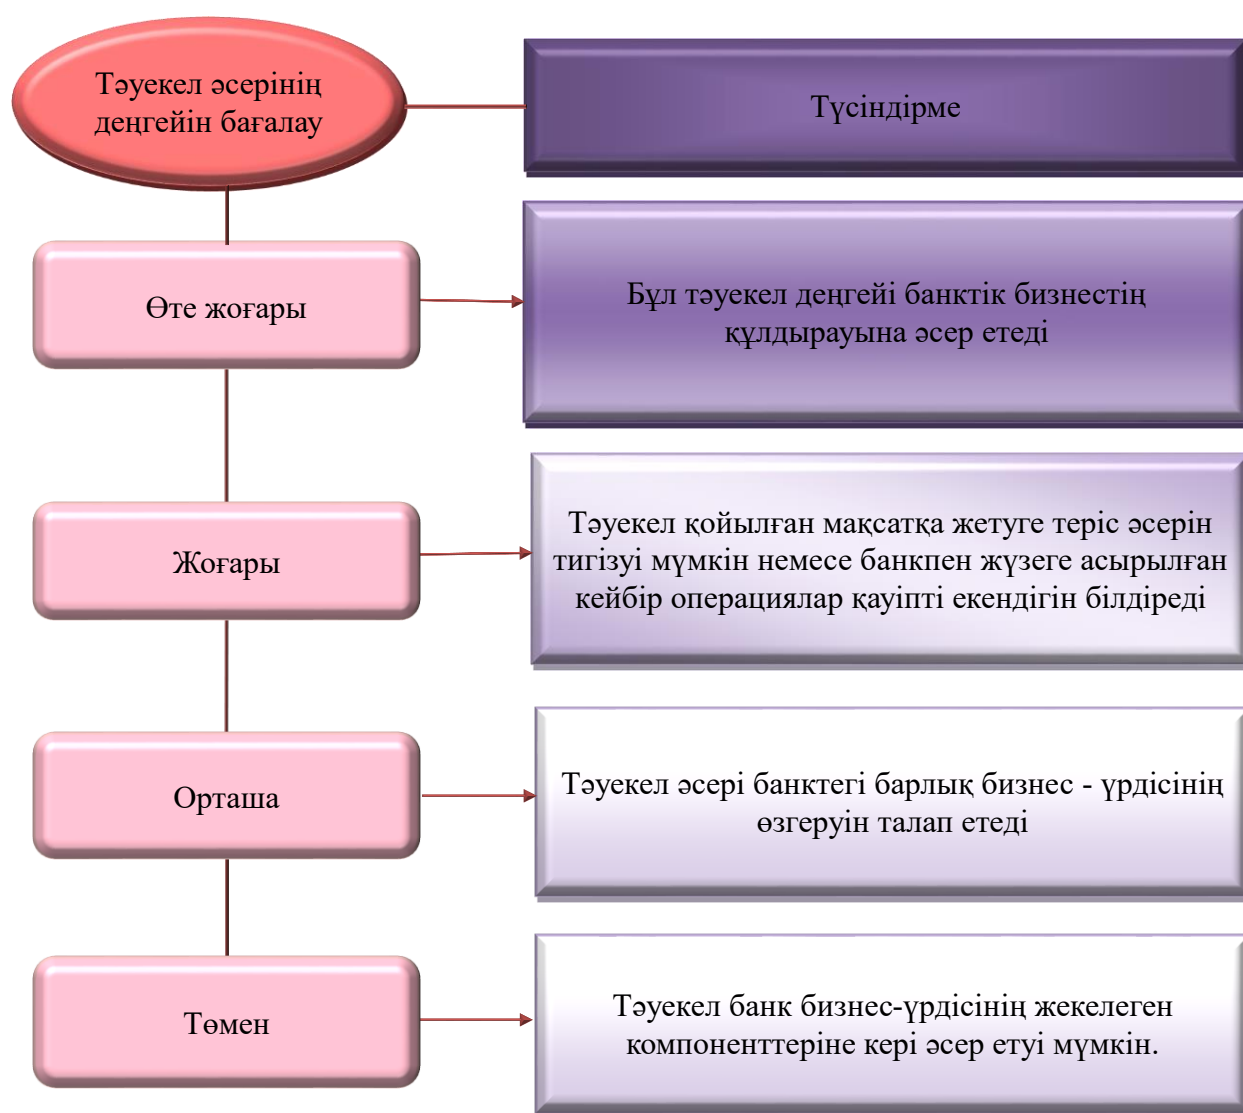 Тәуекел әсерінің
деңгейін бағалау
Түсіндірме
Өте жоғары
Бұл тәуекел деңгейі банктік бизнестің
құлдырауына әсер етеді
Жоғары
Тәуекел қойылған мақсатқа жетуге теріс әсерін
тигізуі мүмкін немесе банкпен жүзеге асырылған
кейбір операциялар қауіпті екендігін білдіреді
Орташа
Тәуекел әсері банктегі барлық бизнес - үрдісінің
өзгеруін талап етеді
Төмен
Тәуекел банк бизнес-үрдісінің жекелеген
компоненттеріне кері әсер етуі мүмкін.